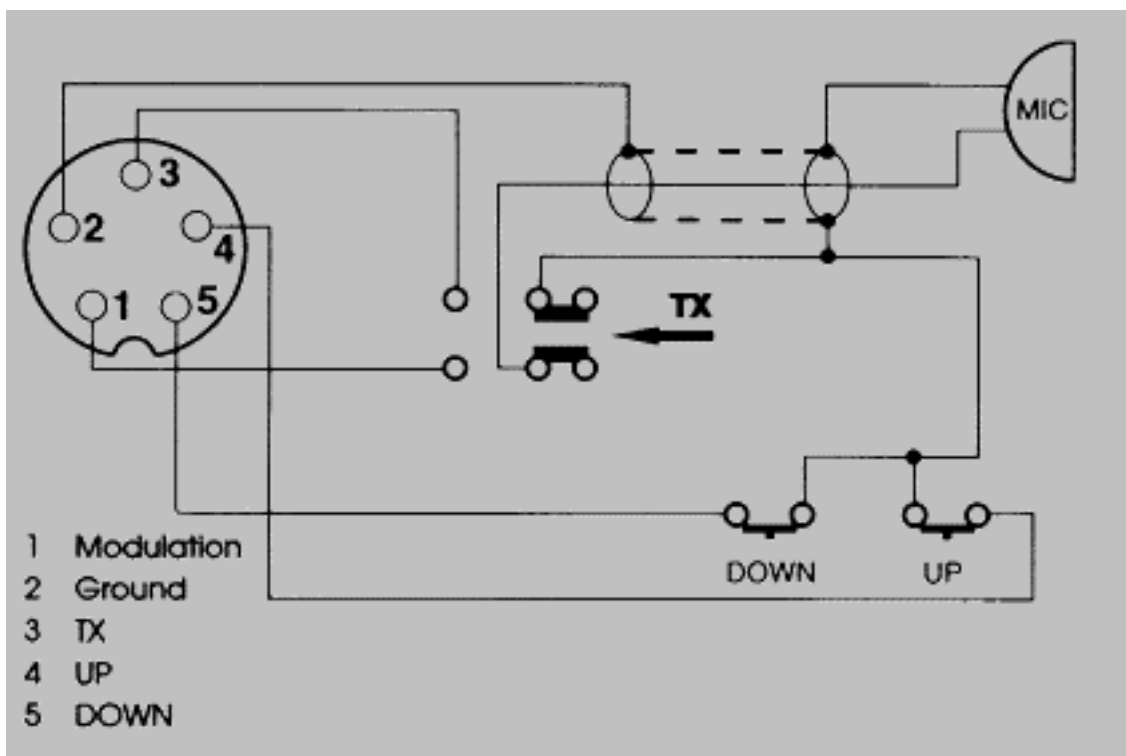 MIC
3
2
4
1
5
TX
DOWN UP
1 Modulation
2 Ground
3 TX
4 UP
5 DOWN